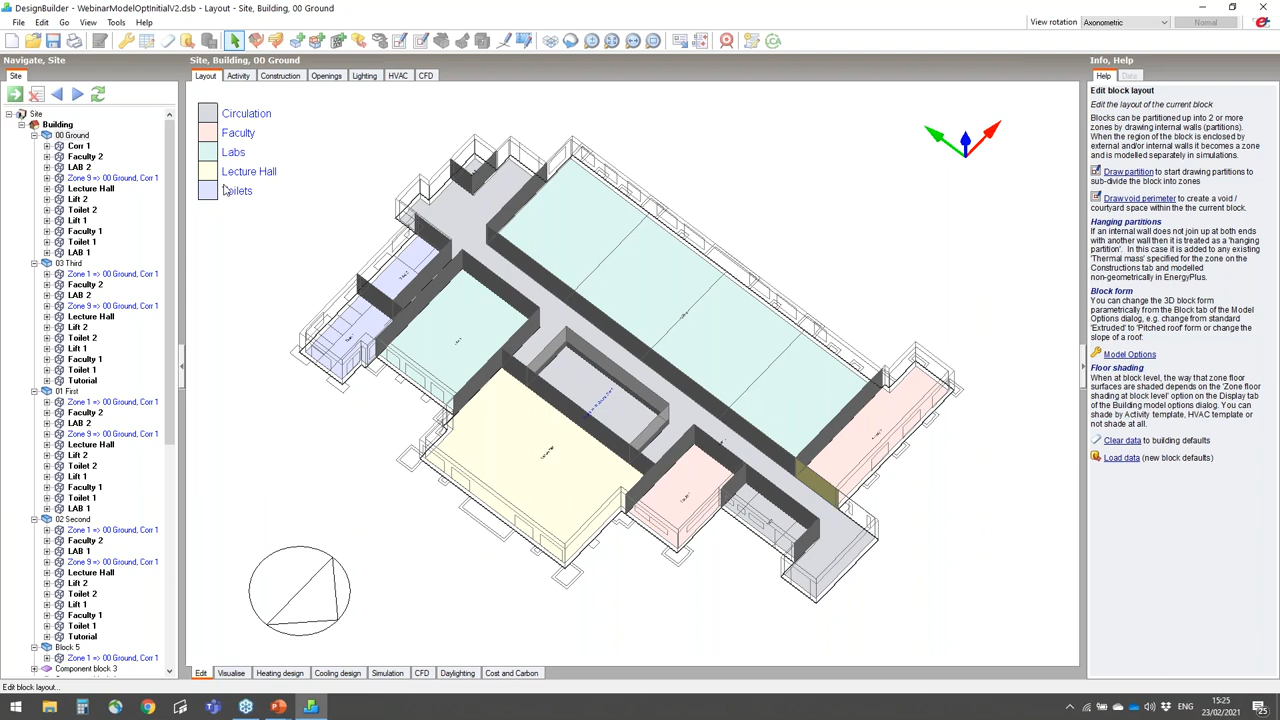 DesignBuilder - WebinarModelOptInitialV2.dsb - Layout - Site, Building, 00 Ground
File Edit Go View Tools Help
View rotation Axonometric Normal
Navigate, Site
Site
Site
Building
00 Ground
Corr 1
Faculty 2
LAB 2
Zone 9 => 00 Ground, Corr 1
Lecture Hall
Lift 2
Toilet 2
Lift 1
Faculty 1
Toilet 1
LAB 1
03 Third
Zone 1 => 00 Ground, Corr 1
Faculty 2
LAB 2
Zone 9 => 00 Ground, Corr 1
Lecture Hall
Lift 2
Toilet 2
Lift 1
Faculty 1
Toilet 1
Tutorial
01 First
Zone 1 => 00 Ground, Corr 1
Faculty 2
LAB 2
Zone 9 => 00 Ground, Corr 1
Lecture Hall
Lift 2
Toilet 2
Lift 1
Faculty 1
Toilet 1
LAB 1
02 Second
Zone 1 => 00 Ground, Corr 1
Faculty 2
LAB 1
Zone 9 => 00 Ground, Corr 1
Lecture Hall
Lift 2
Toilet 2
Lift 1
Faculty 1
Toilet 1
Tutorial
Block 5
Zone 1 => 00 Ground, Corr 1
Component block 3
Edit block layout...
Site, Building, 00 Ground
Layout Activity Construction Openings Lighting HVAC CFD
Circulation
Faculty
Labs
Lecture Hall
Toilets
Edit Visualise Heating design Cooling design Simulation CFD Daylighting Cost and Carbon
Info, Help
Help Data
Edit block layout
Edit the layout of the current block
Blocks can be partitioned up into 2 or more
zones by drawing internal walls (partitions).
When the region of the block is enclosed by
external and/or internal walls it becomes a zone
and is modelled separately in simulations.
Draw partition to start drawing partitions to
sub-divide the block into zones
Draw void perimeter to create a void /
courtyard space within the the current block.
Hanging partitions
If an internal wall does not join up at both ends
with another wall then it is treated as a 'hanging
partition'. In this case it is added to any existing
'Thermal mass' specified for the zone on the
Constructions tab and modelled
non-geometrically in EnergyPlus.
Block form
You can change the 3D block form
parametrically from the Block tab of the Model
Options dialog, e.g. change from standard
'Extruded' to 'Pitched roof' form or change the
slope of a roof:
Model Options
Floor shading
When at block level, the way that zone floor
surfaces are shaded depends on the 'Zone floor
shading at block level' option on the Display tab
of the Building model options dialog. You can
shade by Activity template, HVAC template or
not shade at all.
Clear data to building defaults
Load data (new block defaults)
ENG
15:25
23/02/2021
25